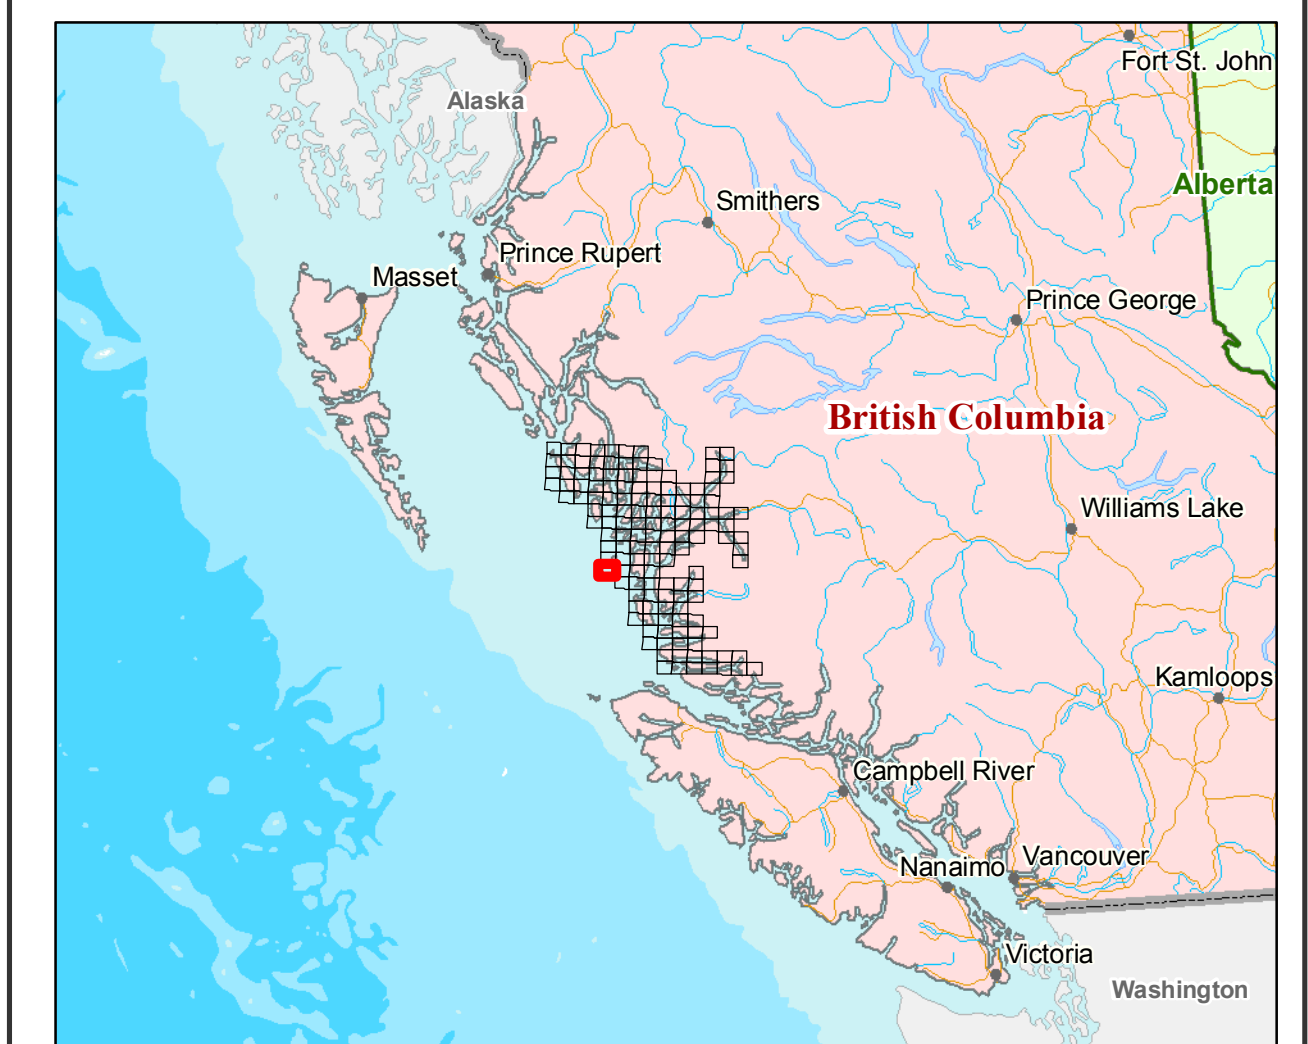 Fort St. John
Alaska
Alberta
Smithers
Prince Rupert
Masset
Prince George
British Columbia
Williams Lake
Kamloops
Campbell River
Vancouver
Nanaimo
Victoria
Washington